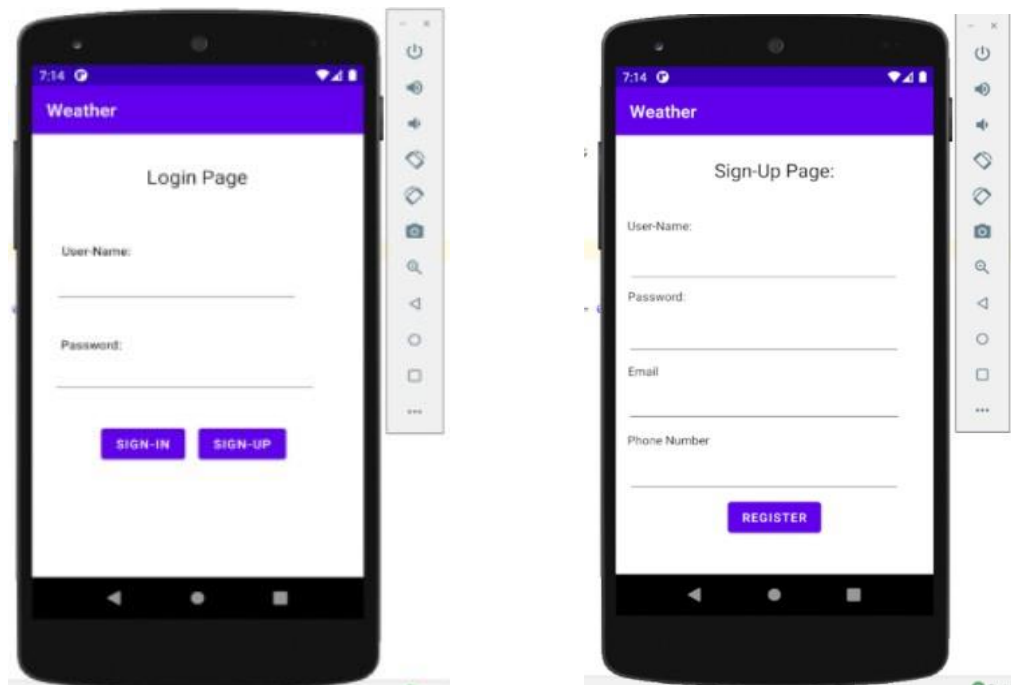 7:14
Weather
Login Page
User-Name:
Password:
SIGN-IN
SIGN-UP
7:14
Weather
Sign-Up Page:
User-Name:
Password:
Email
Phone Number
REGISTER